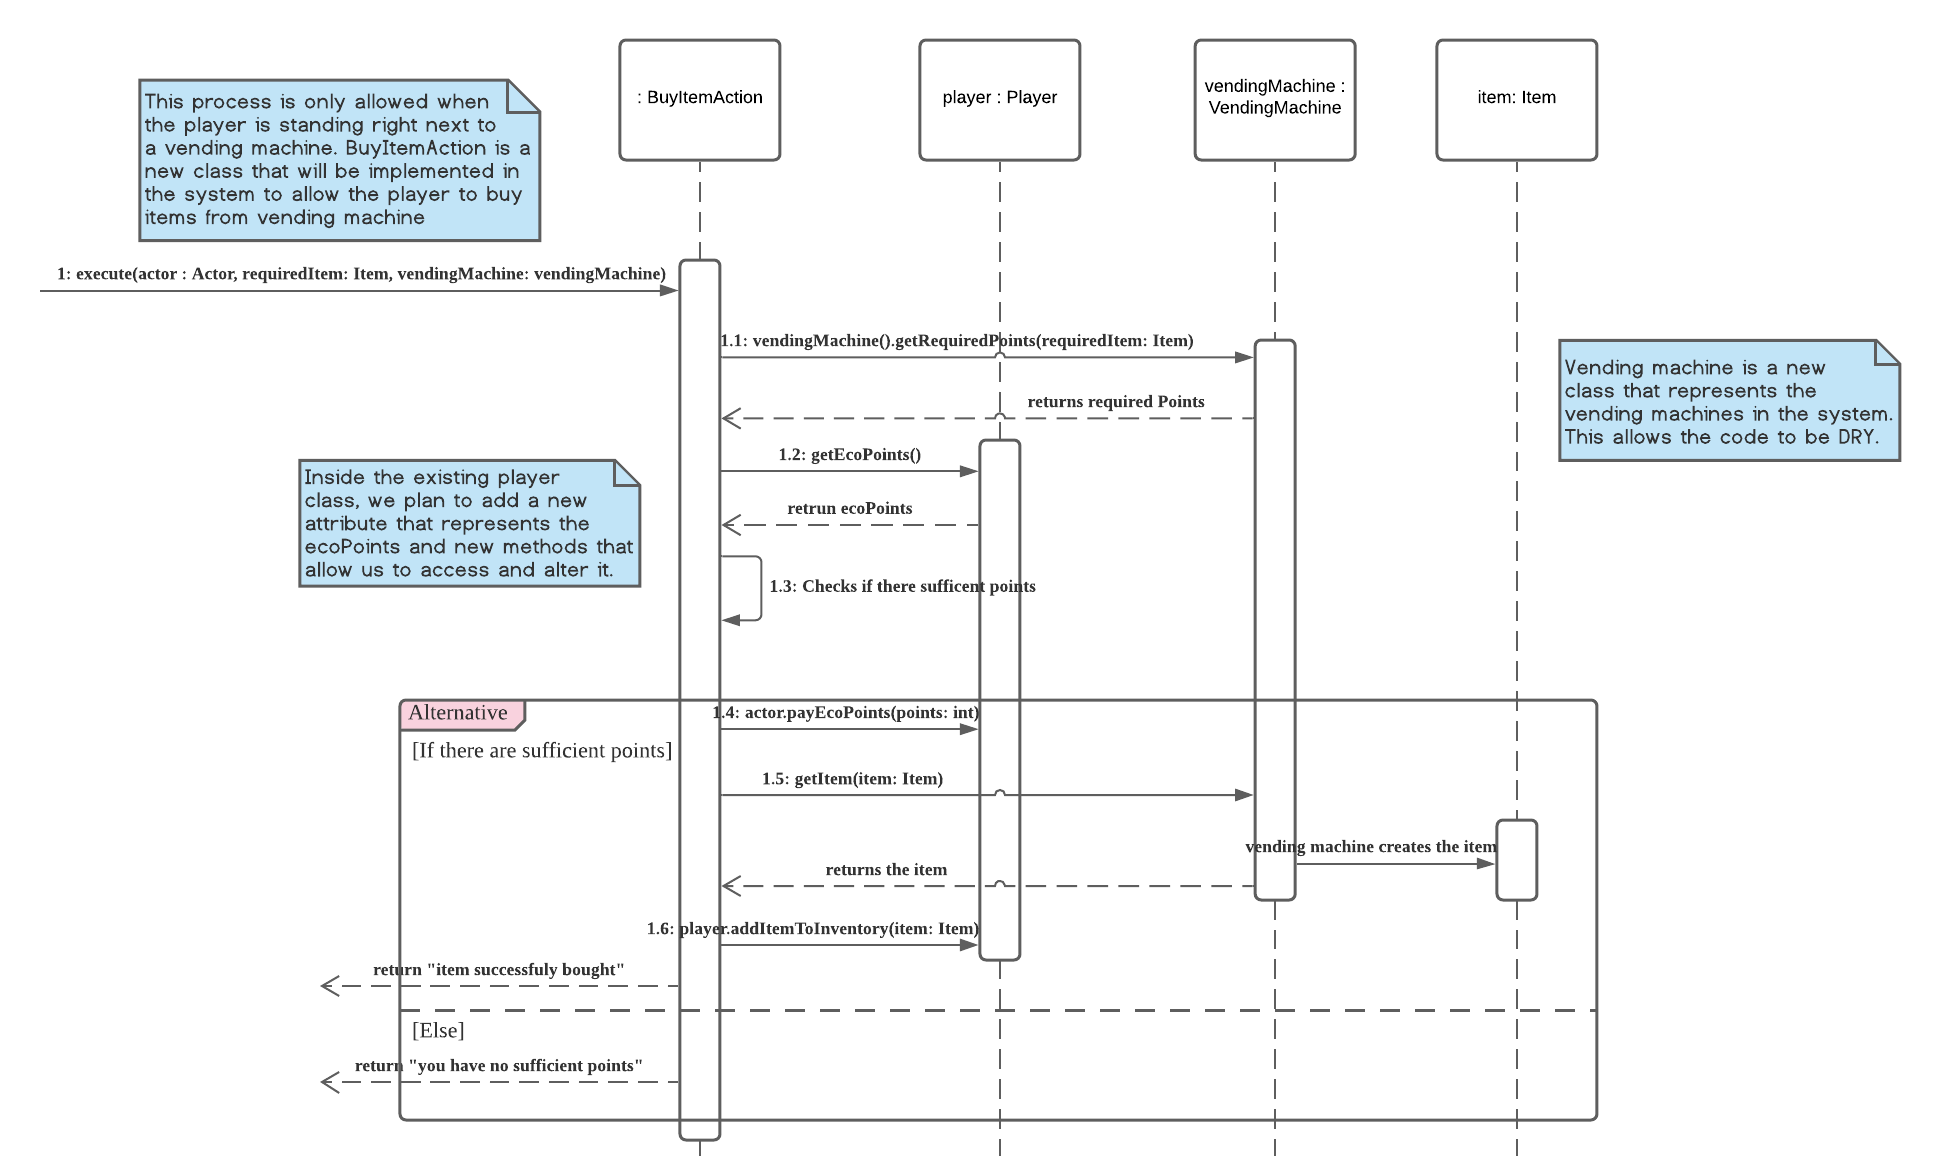 : BuyItemAction
player : Player
vendingMachine :
VendingMachine
item: Item
This process is only allowed when
the player is standing right next to
a vending machine. BuyItemAction is a
new class that will be implemented in
the system to allow the player to buy
items from vending machine
1: execute(actor : Actor, requiredItem: Item, vendingMachine: vendingMachine)
1.1: vendingMachine().getRequiredPoints(requiredItem: Item)
Vending machine is a new
class that represents the
vending machines in the system.
This allows the code to be DRY.
returns required Points
1.2: getEcoPoints()
Inside the existing player
class, we plan to add a new
attribute that represents the
ecoPoints and new methods that
allow us to access and alter it.
retrun ecoPoints
1.3: Checks if there sufficent points
Alternative
1.4: actor.payEcoPoints(points: int)
[If there are sufficient points]
1.5: getItem(item: Item)
vending machine creates the item
returns the item
1.6: player.addItemToInventory(item: Item)
return "item successfuly bought"
[Else]
return "you have no sufficient points"